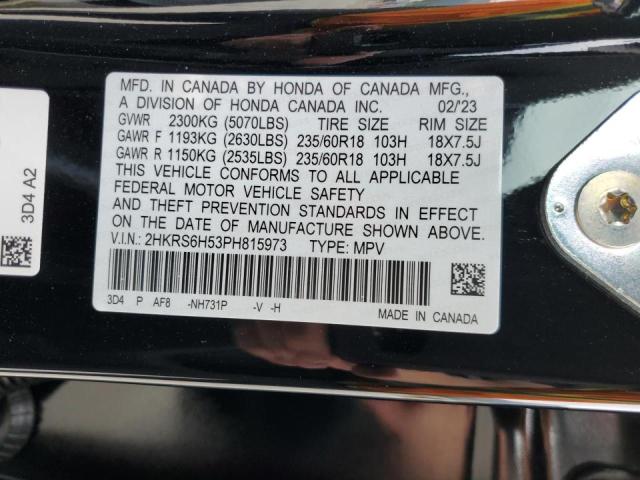 MFD. IN CANADA BY HONDA OF CANADA MFG.,
A DIVISION OF HONDA CANADA INC. 02/'23
GVWR 2300KG (5070LBS) TIRE SIZE RIM SIZE
GAWR F 1193KG (2630LBS) 235/60R18 103H 18X7.5J
GAWR R 1150KG (2535LBS) 235/60R18 103H 18X7.5J
THIS VEHICLE CONFORMS TO ALL APPLICABLE
FEDERAL MOTOR VEHICLE SAFETY
AND THEFT PREVENTION STANDARDS IN EFFECT
ON THE DATE OF MANUFACTURE SHOWN ABOVE.
V.I.N.: 2HKRS6H53PH815973 TYPE: MPV
3D4 P AF8 -NH731P -V -H
MADE IN CANADA
3D4 A2